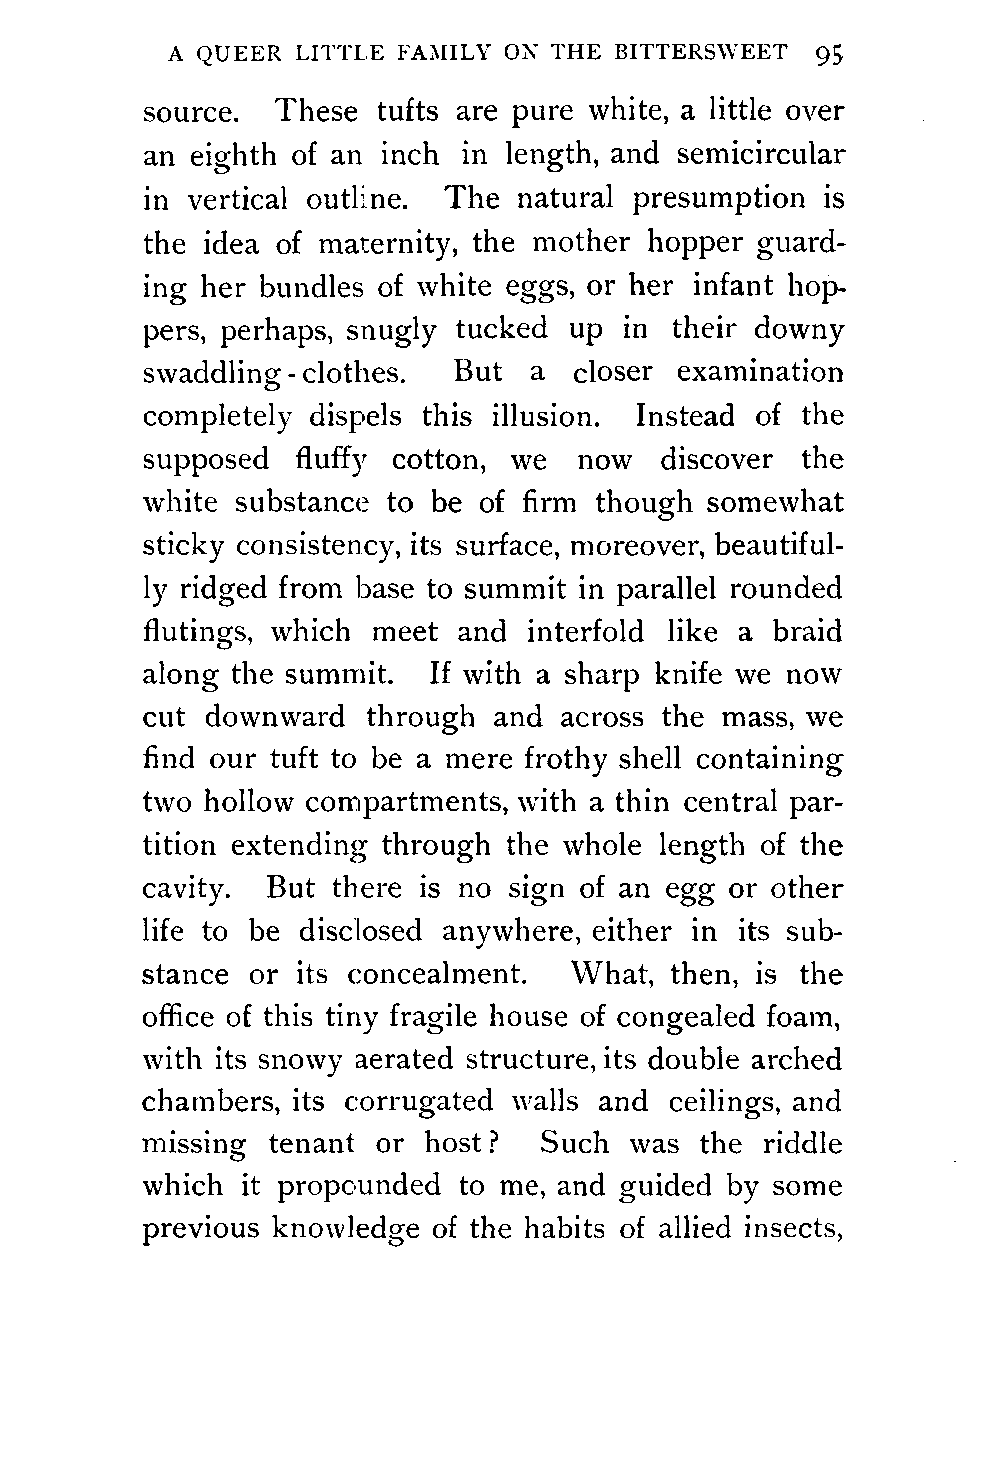 A QUEER LITTLE FAMILY ON THE BITTERSWEET 95
source. These tufts are pure white, a little over
an eighth of an inch in length, and semicircular
in vertical outline. The natural presumption is
the idea of maternity, the mother hopper guard-
ing her bundles of white eggs, or her infant hop-
pers, perhaps, snugly tucked up in their downy
swaddling-clothes. But a closer examination
completely dispels this illusion. Instead of the
supposed fluffy cotton, we now discover the
white substance to be of firm though somewhat
sticky consistency, its surface, moreover, beautiful-
ly ridged from base to summit in parallel rounded
flutings, which meet and interfold like a braid
along the summit. If with a sharp knife we now
cut downward through and across the mass, we
find our tuft to be a mere frothy shell containing
two hollow compartments, with a thin central par-
tition extending through the whole length of the
cavity. But there is no sign of an egg or other
life to be disclosed anywhere, either in its sub-
stance or its concealment. What, then, is the
office of this tiny fragile house of congealed foam,
with its snowy aerated structure, its double arched
chambers, its corrugated walls and ceilings, and
missing tenant or host? Such was the riddle
which it propounded to me, and guided by some
previous knowledge of the habits of allied insects,